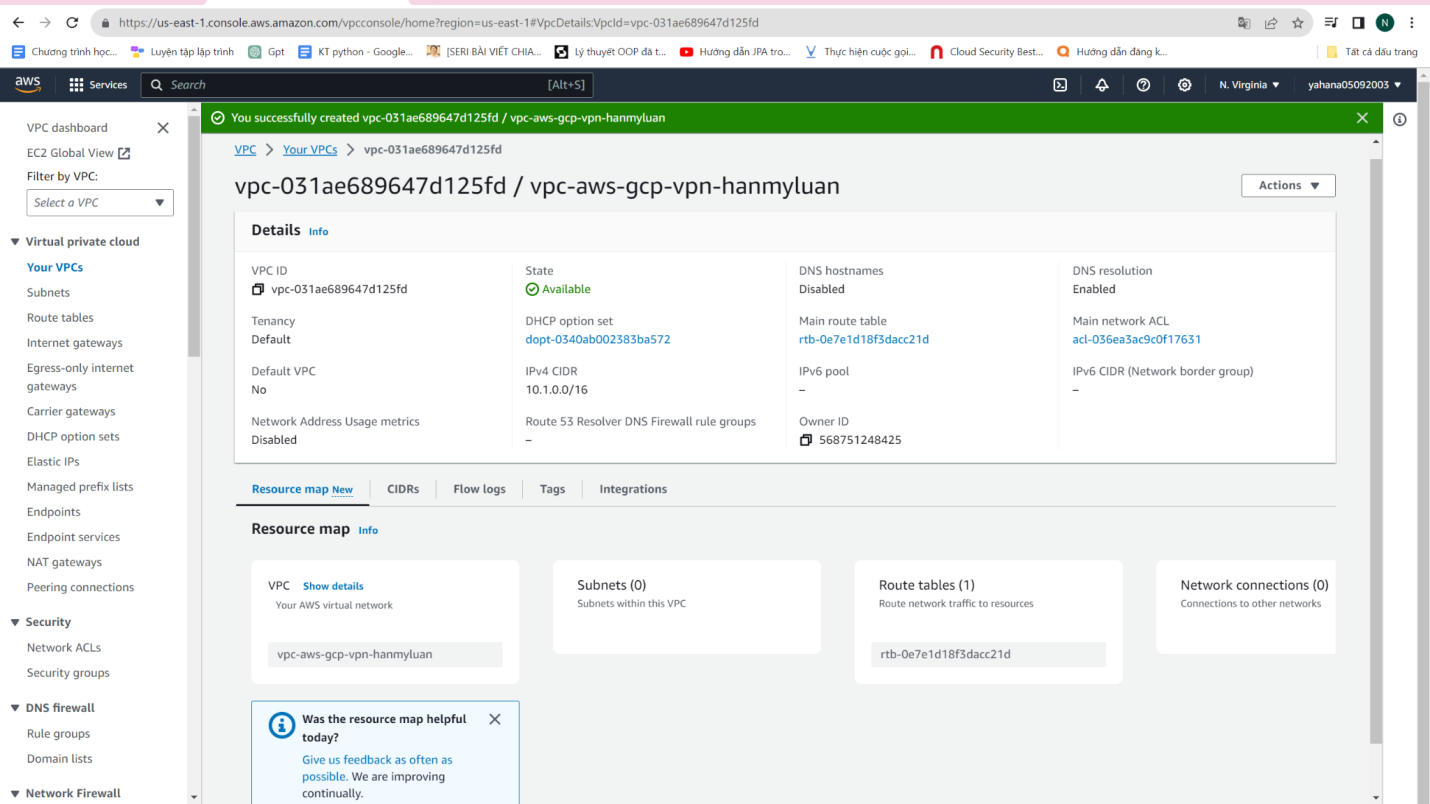 https://us-east-1.console.aws.amazon.com/vpcconsole/home?region=us-east-1#VpcDetails:VpcId=vpc-031ae689647d125fd
N
Chương trình học... Luyện tập lập trình Gpt KT python - Google... [SERI BÀI VIẾT CHIA... Lý thuyết OOP đã t... Hướng dẫn JPA tro... Thực hiện cuộc gọi... Cloud Security Best... Hướng dẫn đăng k... Tất cả dấu trang
aws Services Search [Alt+S] N. Virginia yahana05092003
VPC dashboard
EC2 Global View
Filter by VPC:
Select a VPC
Virtual private cloud
Your VPCs
Subnets
Route tables
Internet gateways
Egress-only internet
gateways
Carrier gateways
DHCP option sets
Elastic IPs
Managed prefix lists
Endpoints
Endpoint services
NAT gateways
Peering connections
Security
Network ACLs
Security groups
DNS firewall
Rule groups
Domain lists
Network Firewall
You successfully created vpc-031ae689647d125fd / vpc-aws-gcp-vpn-hanmyluan
VPC > Your VPCs > vpc-031ae689647d125fd
vpc-031ae689647d125fd / vpc-aws-gcp-vpn-hanmyluan
Actions
Details Info
VPC ID
vpc-031ae689647d125fd
State
Available
DNS hostnames
Disabled
DNS resolution
Enabled
Tenancy
Default
DHCP option set
dopt-0340ab002383ba572
Main route table
rtb-0e7e1d18f3dacc21d
Main network ACL
acl-036ea3ac9c0f17631
Default VPC
No
IPv4 CIDR
10.1.0.0/16
IPv6 pool
–
IPv6 CIDR (Network border group)
–
Network Address Usage metrics
Disabled
Route 53 Resolver DNS Firewall rule groups
–
Owner ID
568751248425
Resource map New CIDRs Flow logs Tags Integrations
Resource map Info
VPC Show details
Your AWS virtual network
vpc-aws-gcp-vpn-hanmyluan
Subnets (0)
Subnets within this VPC
Route tables (1)
Route network traffic to resources
rtb-0e7e1d18f3dacc21d
Network connections (0)
Connections to other networks
Was the resource map helpful
today?
Give us feedback as often as
possible. We are improving
continually.